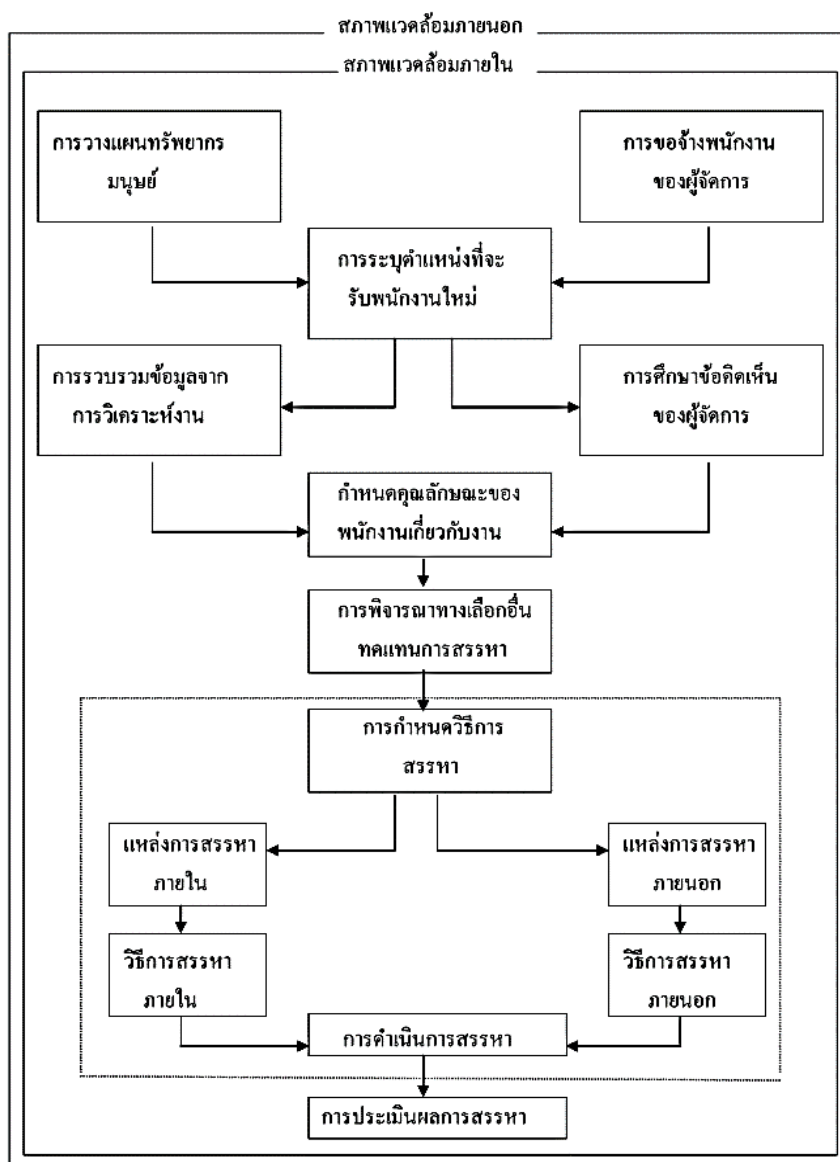 สภาพแวดล้อมภายนอก
สภาพแวดล้อมภายใน
การวางแผนทรัพยากร
มนุษย์
การขอจ้างพนักงาน
ของผู้จัดการ
การระบุตำแหน่งที่จะ
รับพนักงานใหม่
การรวบรวมข้อมูลจาก
การวิเคราะห์งาน
การศึกษาข้อคิดเห็น
ของผู้จัดการ
กำหนดคุณลักษณะของ
พนักงานเกี่ยวกับงาน
การพิจารณาทางเลือกอื่น
ทดแทนการสรรหา
การกำหนดวิธีการ
สรรหา
แหล่งการสรรหา
ภายใน
แหล่งการสรรหา
ภายนอก
วิธีการสรรหา
ภายใน
วิธีการสรรหา
ภายนอก
การดำเนินการสรรหา
การประเมินผลการสรรหา